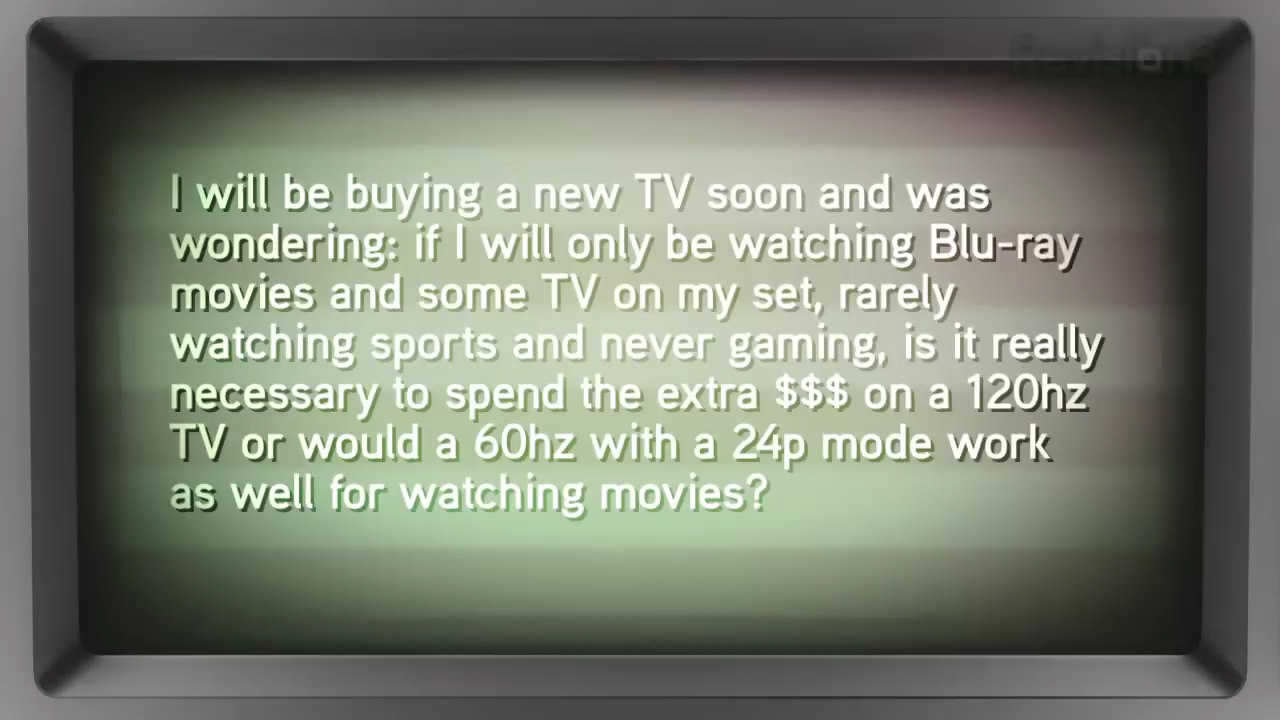 Revision3
I will be buying a new TV soon and was
wondering: if I will only be watching Blu-ray
movies and some TV on my set, rarely
watching sports and never gaming, is it really
necessary to spend the extra $$$ on a 120hz
TV or would a 60hz with a 24p mode work
as well for watching movies?